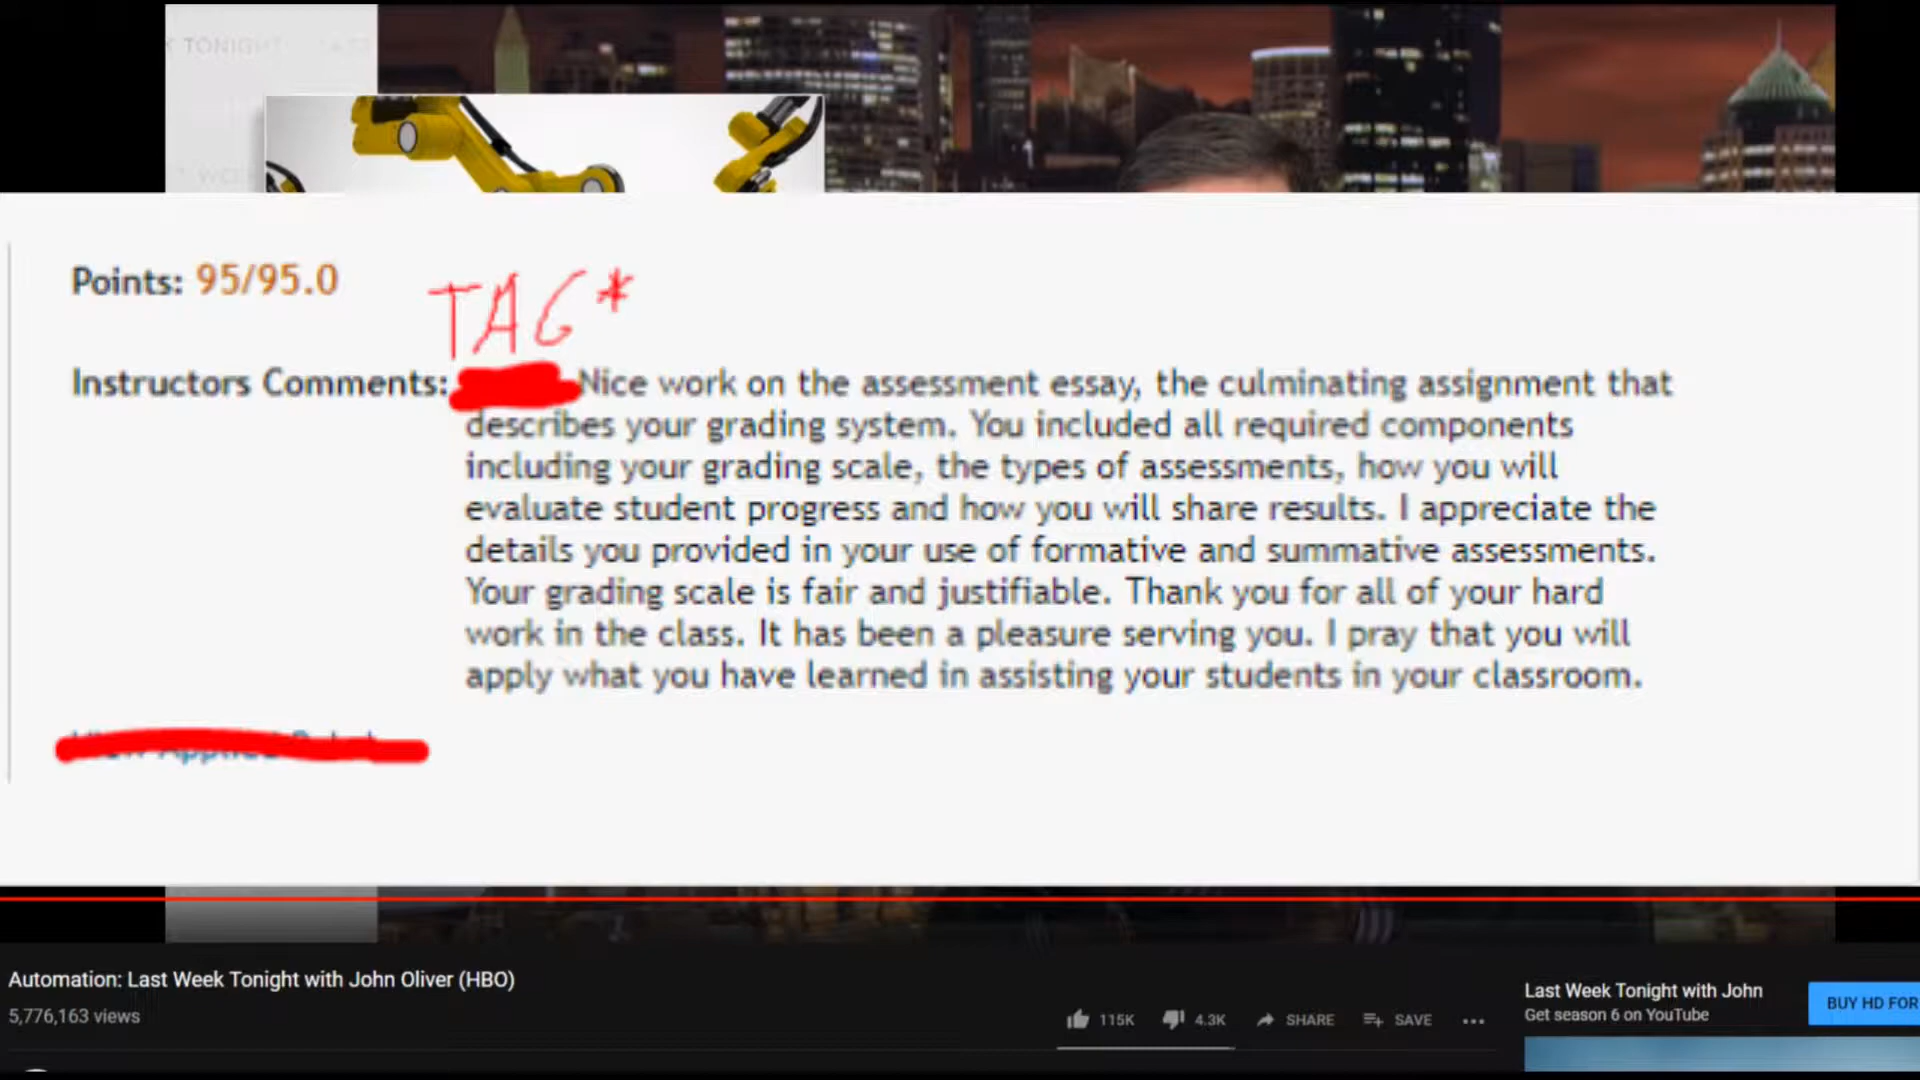 K TONIGHT
Points: 95/95.0
TAG*
Instructors Comments: Nice work on the assessment essay, the culminating assignment that
describes your grading system. You included all required components
including your grading scale, the types of assessments, how you will
evaluate student progress and how you will share results. I appreciate the
details you provided in your use of formative and summative assessments.
Your grading scale is fair and justifiable. Thank you for all of your hard
work in the class. It has been a pleasure serving you. I pray that you will
apply what you have learned in assisting your students in your classroom.
Automation: Last Week Tonight with John Oliver (HBO)
5,776,163 views
115K 4.3K SHARE SAVE
Last Week Tonight with John
Get season 6 on YouTube
BUY HD FOR